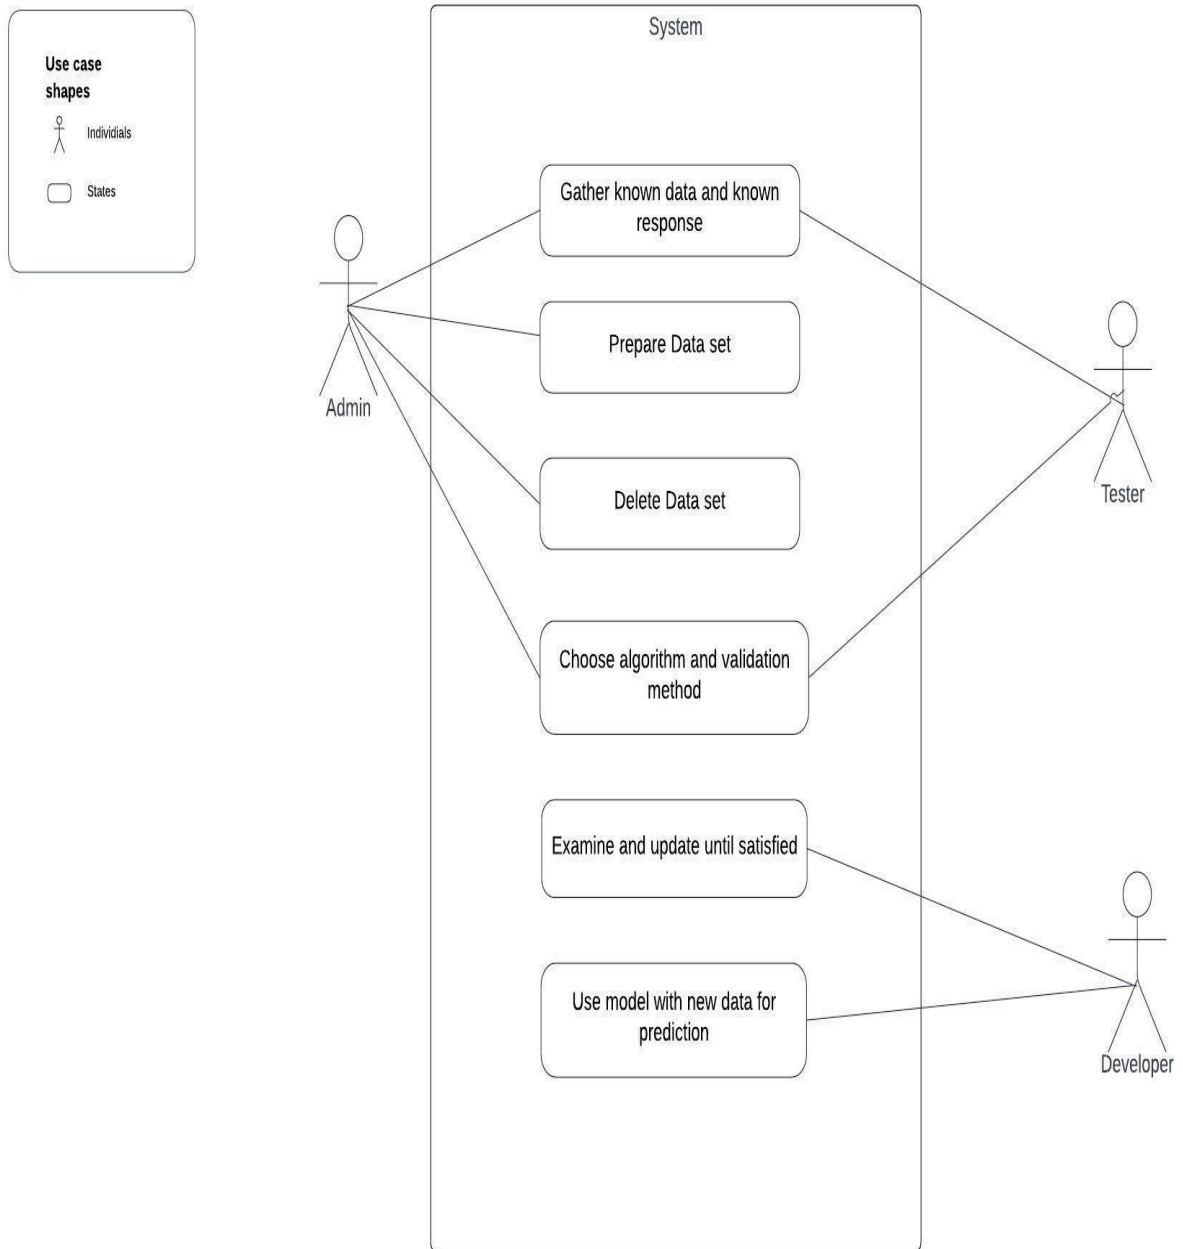 System
Use case
shapes
Individials
States
Gather known data and known
response
Prepare Data set
Admin
Delete Data set
Tester
Choose algorithm and validation
method
Examine and update until satisfied
Use model with new data for
prediction
Developer